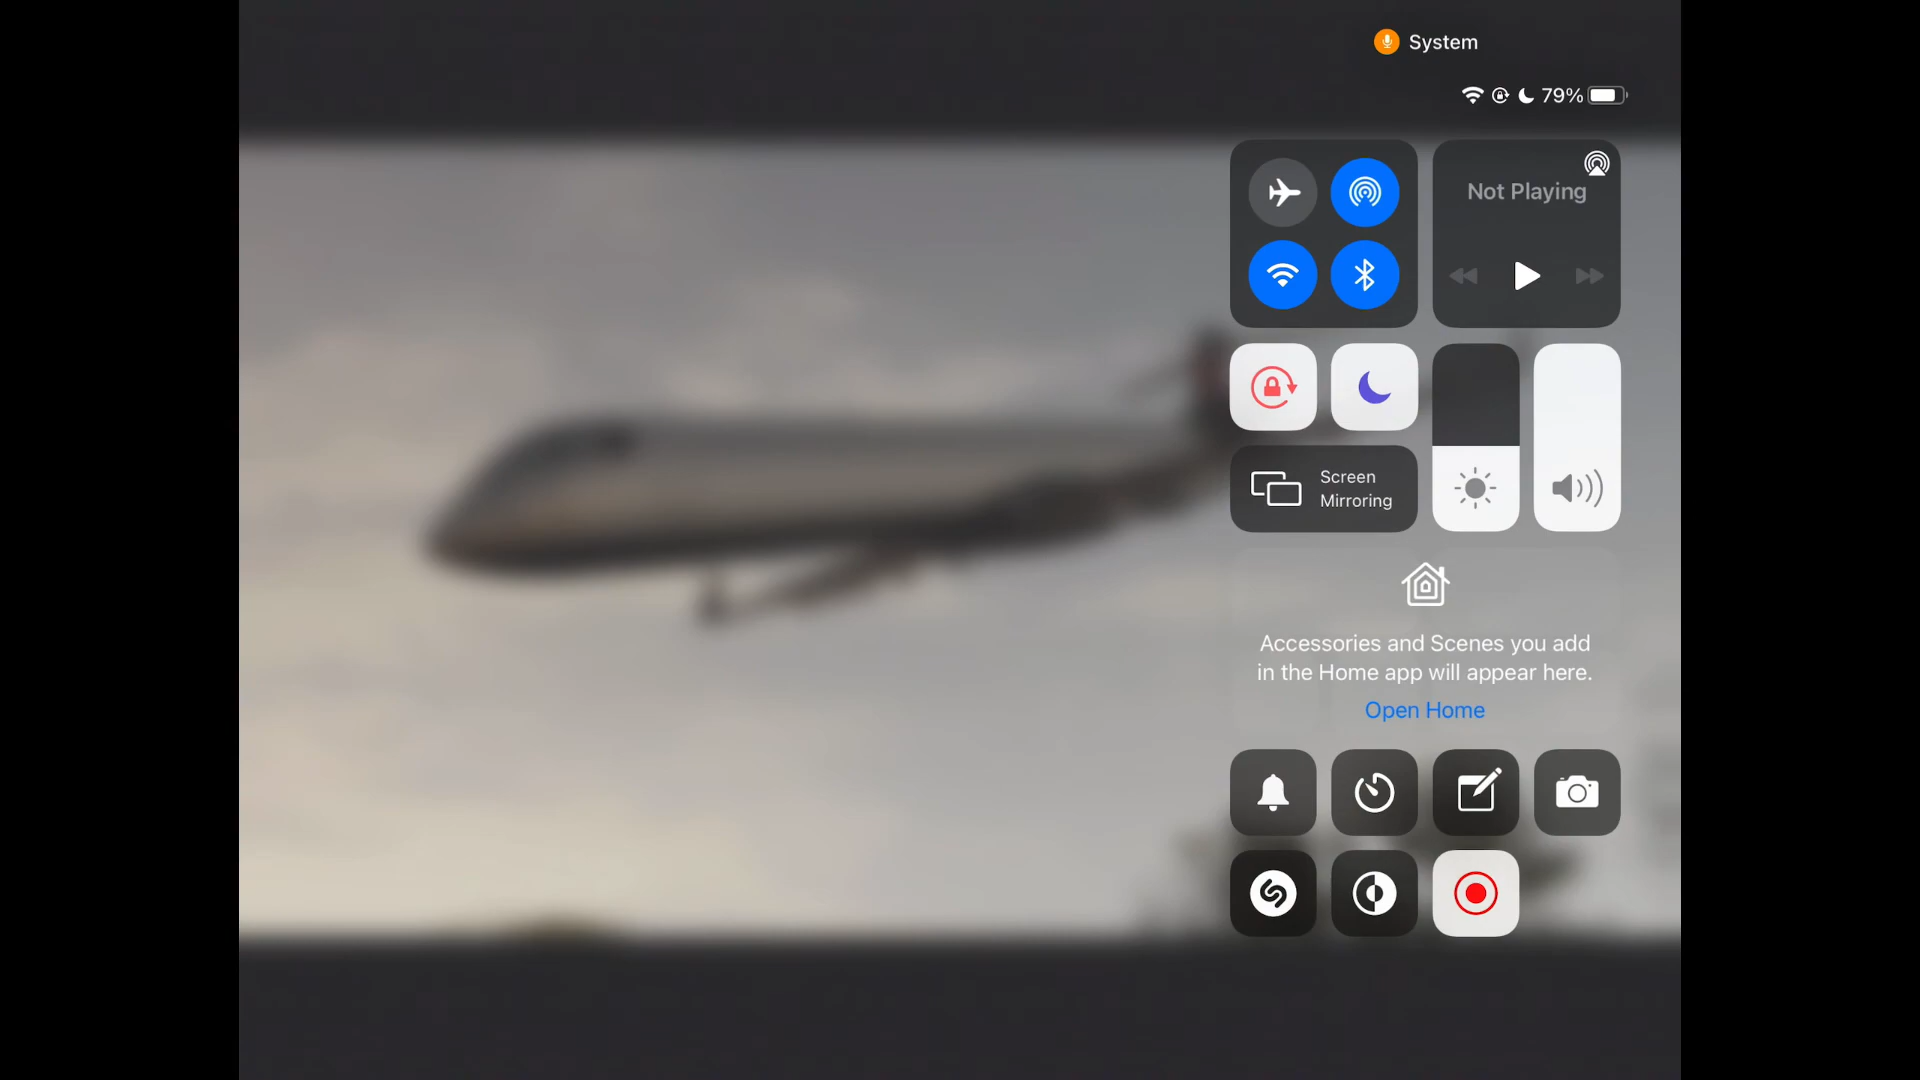 System
79%
Not Playing
Screen
Mirroring
Accessories and Scenes you add
in the Home app will appear here.
Open Home